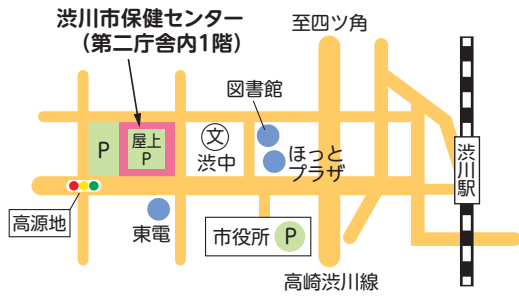 渋川市保健センター
（第二庁舎内1階）
至四ツ角
図書館
P
屋上
P
文
渋中
ほっと
プラザ
渋川駅
高源地
東電
市役所 P
高崎渋川線